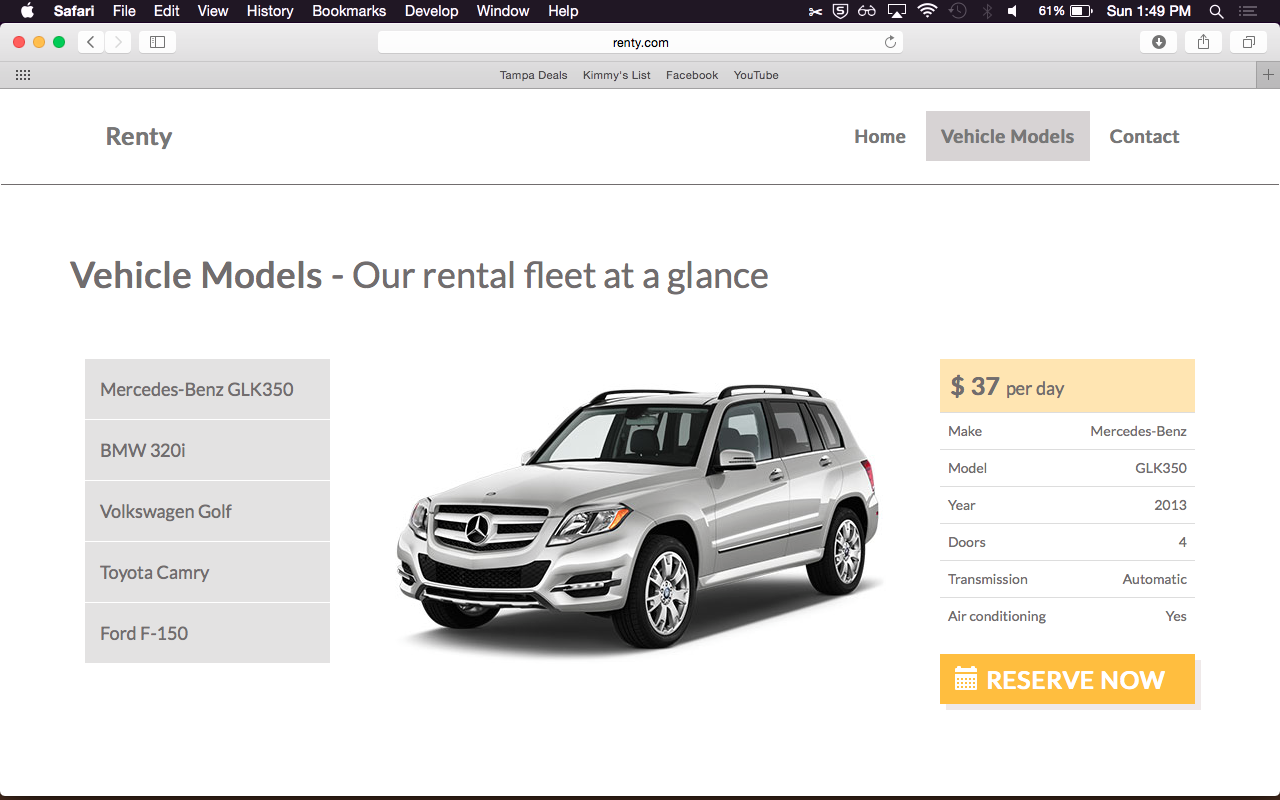 Safari File Edit View History Bookmarks Develop Window Help 61% Sun 1:49 PM
renty.com
Tampa Deals Kimmy's List Facebook YouTube
Renty Home Vehicle Models Contact
Vehicle Models - Our rental fleet at a glance
Mercedes-Benz GLK350
BMW 320i
Volkswagen Golf
Toyota Camry
Ford F-150
$ 37 per day
Make Mercedes-Benz
Model GLK350
Year 2013
Doors 4
Transmission Automatic
Air conditioning Yes
RESERVE NOW